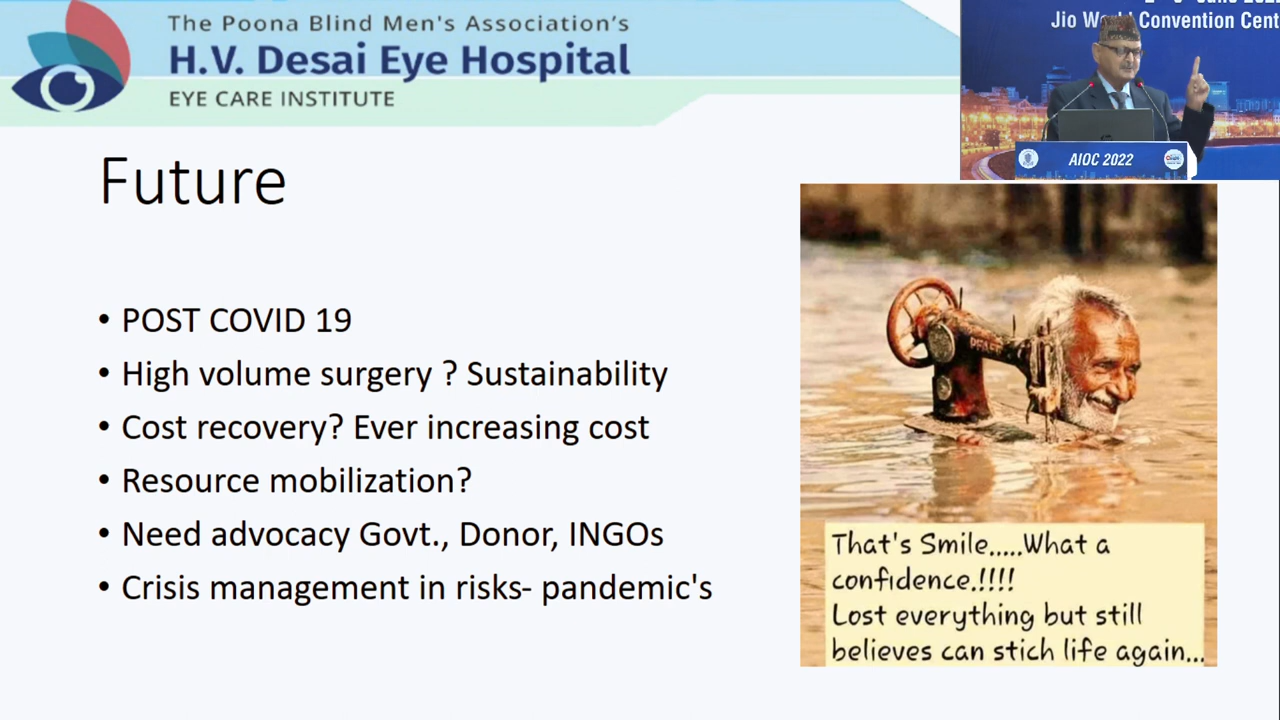 The Poona Blind Men's Association's
H.V. Desai Eye Hospital
EYE CARE INSTITUTE
Jio World Convention Cent
AIOC 2022
Future
• POST COVID 19
• High volume surgery ? Sustainability
• Cost recovery? Ever increasing cost
• Resource mobilization?
• Need advocacy Govt., Donor, INGOs
• Crisis management in risks- pandemic's
That's Smile.....What a
confidence.!!!!
Lost everything but still
believes can stich life again...